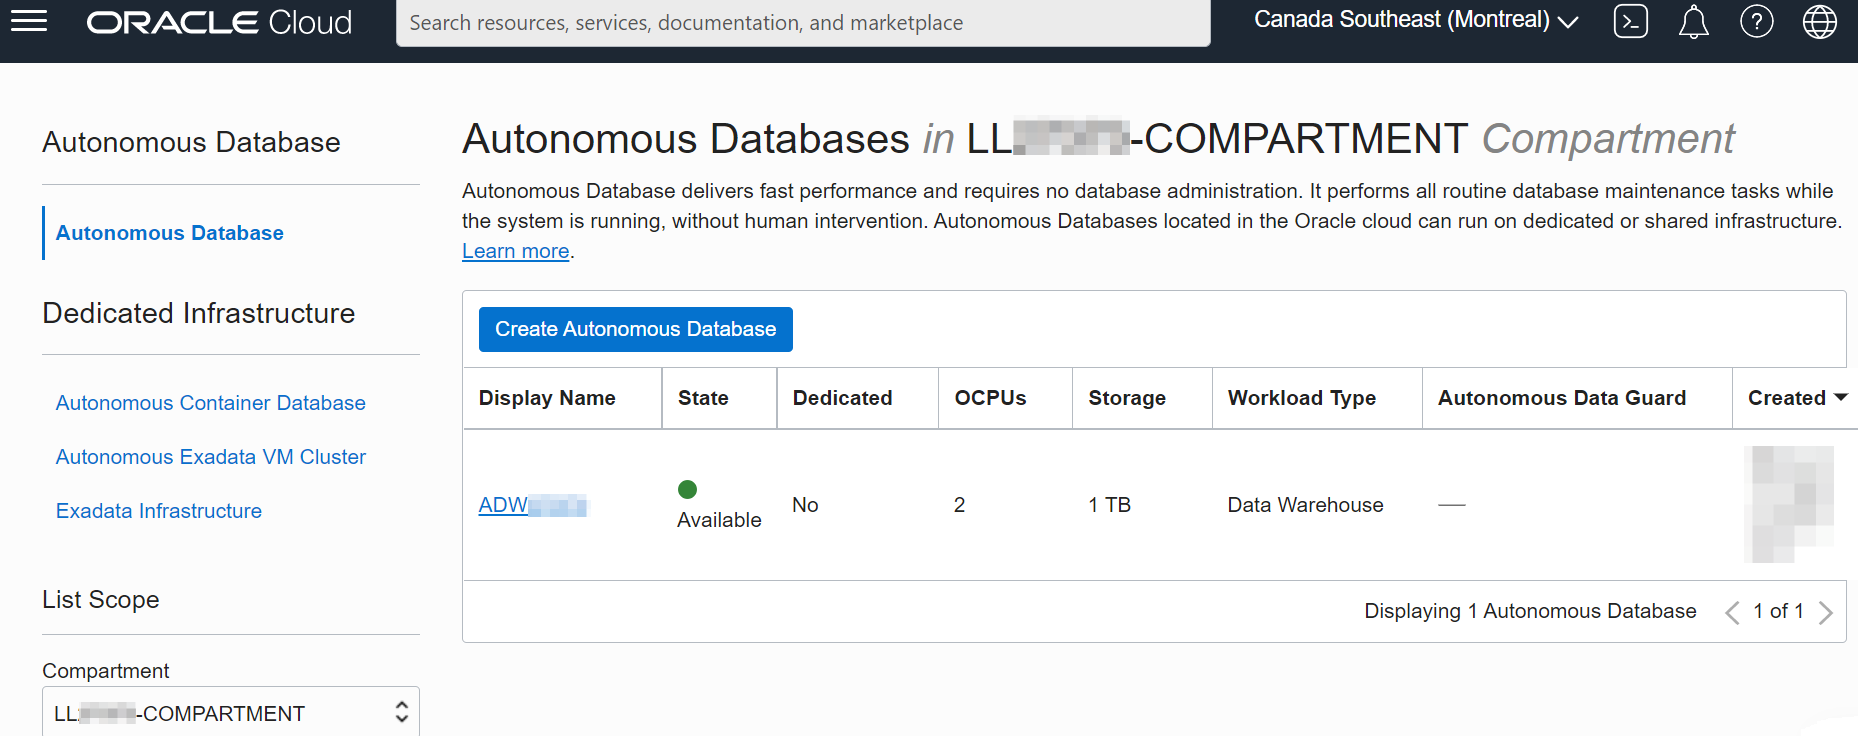 ORACLE Cloud
Search resources, services, documentation, and marketplace
Canada Southeast (Montreal)
Autonomous Database
Autonomous Database
Dedicated Infrastructure
Autonomous Container Database
Autonomous Exadata VM Cluster
Exadata Infrastructure
List Scope
Compartment
LL -COMPARTMENT
Autonomous Databases in LL -COMPARTMENT Compartment
Autonomous Database delivers fast performance and requires no database administration. It performs all routine database maintenance tasks while
the system is running, without human intervention. Autonomous Databases located in the Oracle cloud can run on dedicated or shared infrastructure.
Learn more.
Create Autonomous Database
Display Name State Dedicated OCPUs Storage Workload Type Autonomous Data Guard Created
ADW Available No 2 1 TB Data Warehouse —
Displaying 1 Autonomous Database 1 of 1